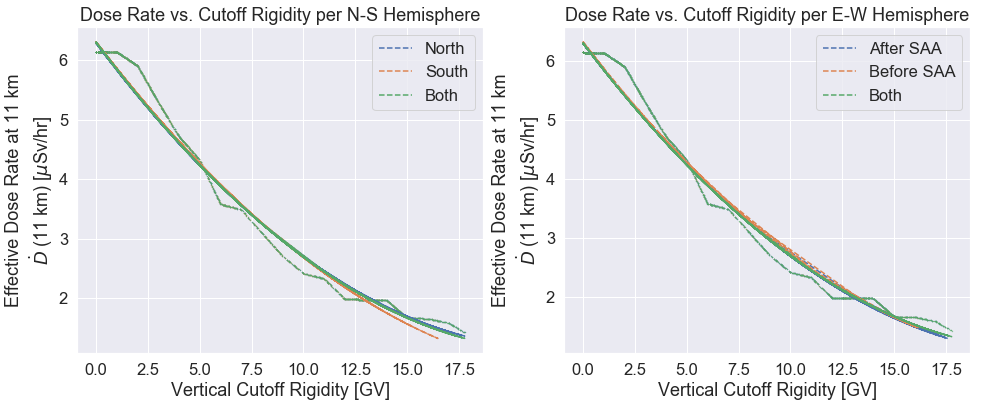 Dose Rate vs. Cutoff Rigidity per N-S Hemisphere
North
South
Both
6
5
4
3
2
Effective Dose Rate at 11 km
Ḋ (11 km) [μSv/hr]
0.0 2.5 5.0 7.5 10.0 12.5 15.0 17.5
Vertical Cutoff Rigidity [GV]
Dose Rate vs. Cutoff Rigidity per E-W Hemisphere
After SAA
Before SAA
Both
6
5
4
3
2
Effective Dose Rate at 11 km
Ḋ (11 km) [μSv/hr]
0.0 2.5 5.0 7.5 10.0 12.5 15.0 17.5
Vertical Cutoff Rigidity [GV]